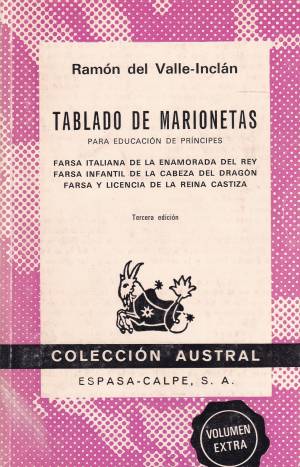 Ramón del Valle-Inclán
TABLADO DE MARIONETAS
PARA EDUCACIÓN DE PRÍNCIPES
FARSA ITALIANA DE LA ENAMORADA DEL REY
FARSA INFANTIL DE LA CABEZA DEL DRAGÓN
FARSA Y LICENCIA DE LA REINA CASTIZA
Tercera edición
COLECCIÓN AUSTRAL
ESPASA-CALPE, S. A.
VOLUMEN
EXTRA